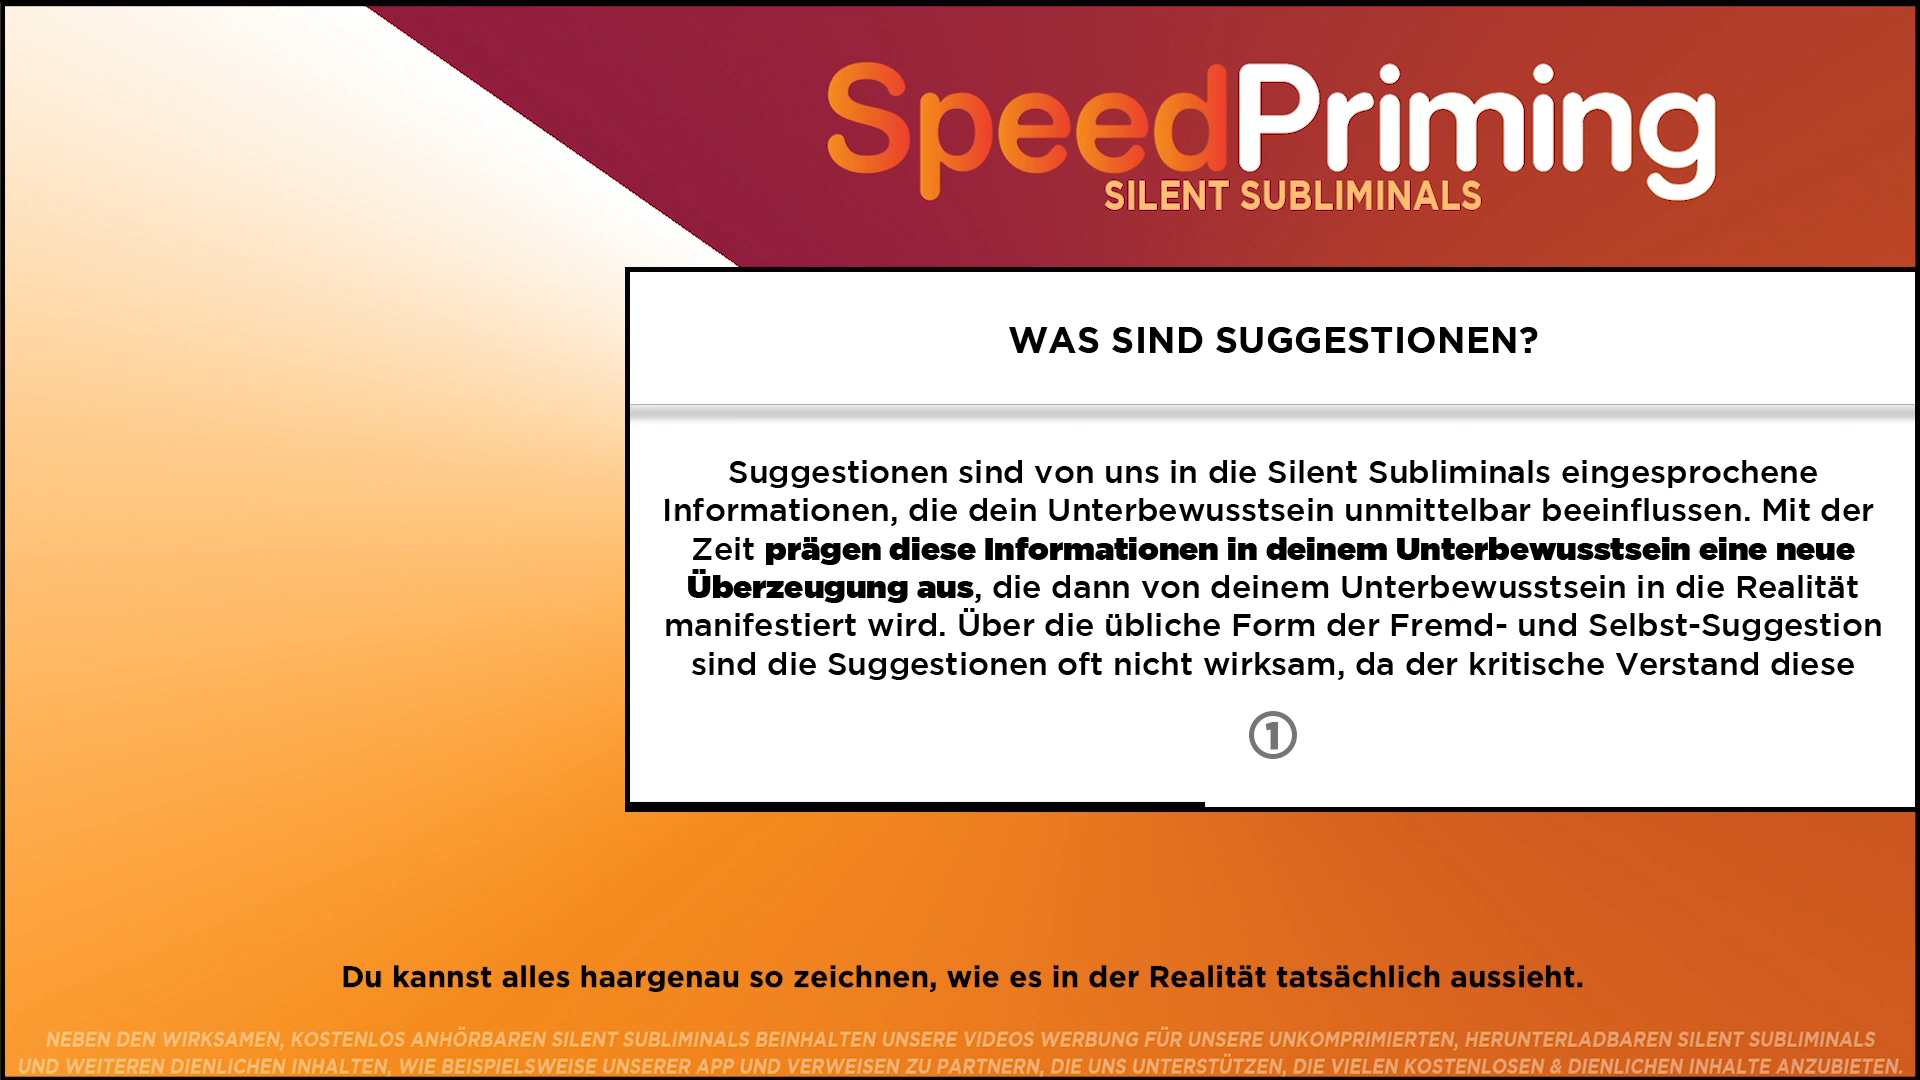 SpeedPriming
SILENT SUBLIMINALS
WAS SIND SUGGESTIONEN?
Suggestionen sind von uns in die Silent Subliminals eingesprochene
Informationen, die dein Unterbewusstsein unmittelbar beeinflussen. Mit der
Zeit prägen diese Informationen in deinem Unterbewusstsein eine neue
Überzeugung aus, die dann von deinem Unterbewusstsein in die Realität
manifestiert wird. Über die übliche Form der Fremd- und Selbst-Suggestion
sind die Suggestionen oft nicht wirksam, da der kritische Verstand diese
①
Du kannst alles haargenau so zeichnen, wie es in der Realität tatsächlich aussieht.
NEBEN DEN WIRKSAMEN, KOSTENLOS ANHÖRBAREN SILENT SUBLIMINALS BEINHALTEN UNSERE VIDEOS WERBUNG FÜR UNSERE UNKOMPRIMIERTEN, HERUNTERLADBAREN SILENT SUBLIMINALS
UND WEITEREN DIENLICHEN INHALTEN, WIE BEISPIELSWEISE UNSERER APP UND VERWEISEN ZU PARTNERN, DIE UNS UNTERSTÜTZEN, DIE VIELEN KOSTENLOSEN & DIENLICHEN INHALTE ANZUBIETEN.